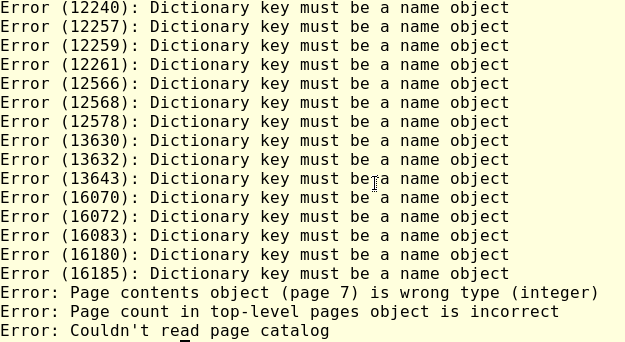 Error (12240): Dictionary key must be a name object
Error (12257): Dictionary key must be a name object
Error (12259): Dictionary key must be a name object
Error (12261): Dictionary key must be a name object
Error (12566): Dictionary key must be a name object
Error (12568): Dictionary key must be a name object
Error (12578): Dictionary key must be a name object
Error (13630): Dictionary key must be a name object
Error (13632): Dictionary key must be a name object
Error (13643): Dictionary key must be a name object
Error (16070): Dictionary key must be a name object
Error (16072): Dictionary key must be a name object
Error (16083): Dictionary key must be a name object
Error (16180): Dictionary key must be a name object
Error (16185): Dictionary key must be a name object
Error: Page contents object (page 7) is wrong type (integer)
Error: Page count in top-level pages object is incorrect
Error: Couldn't read page catalog